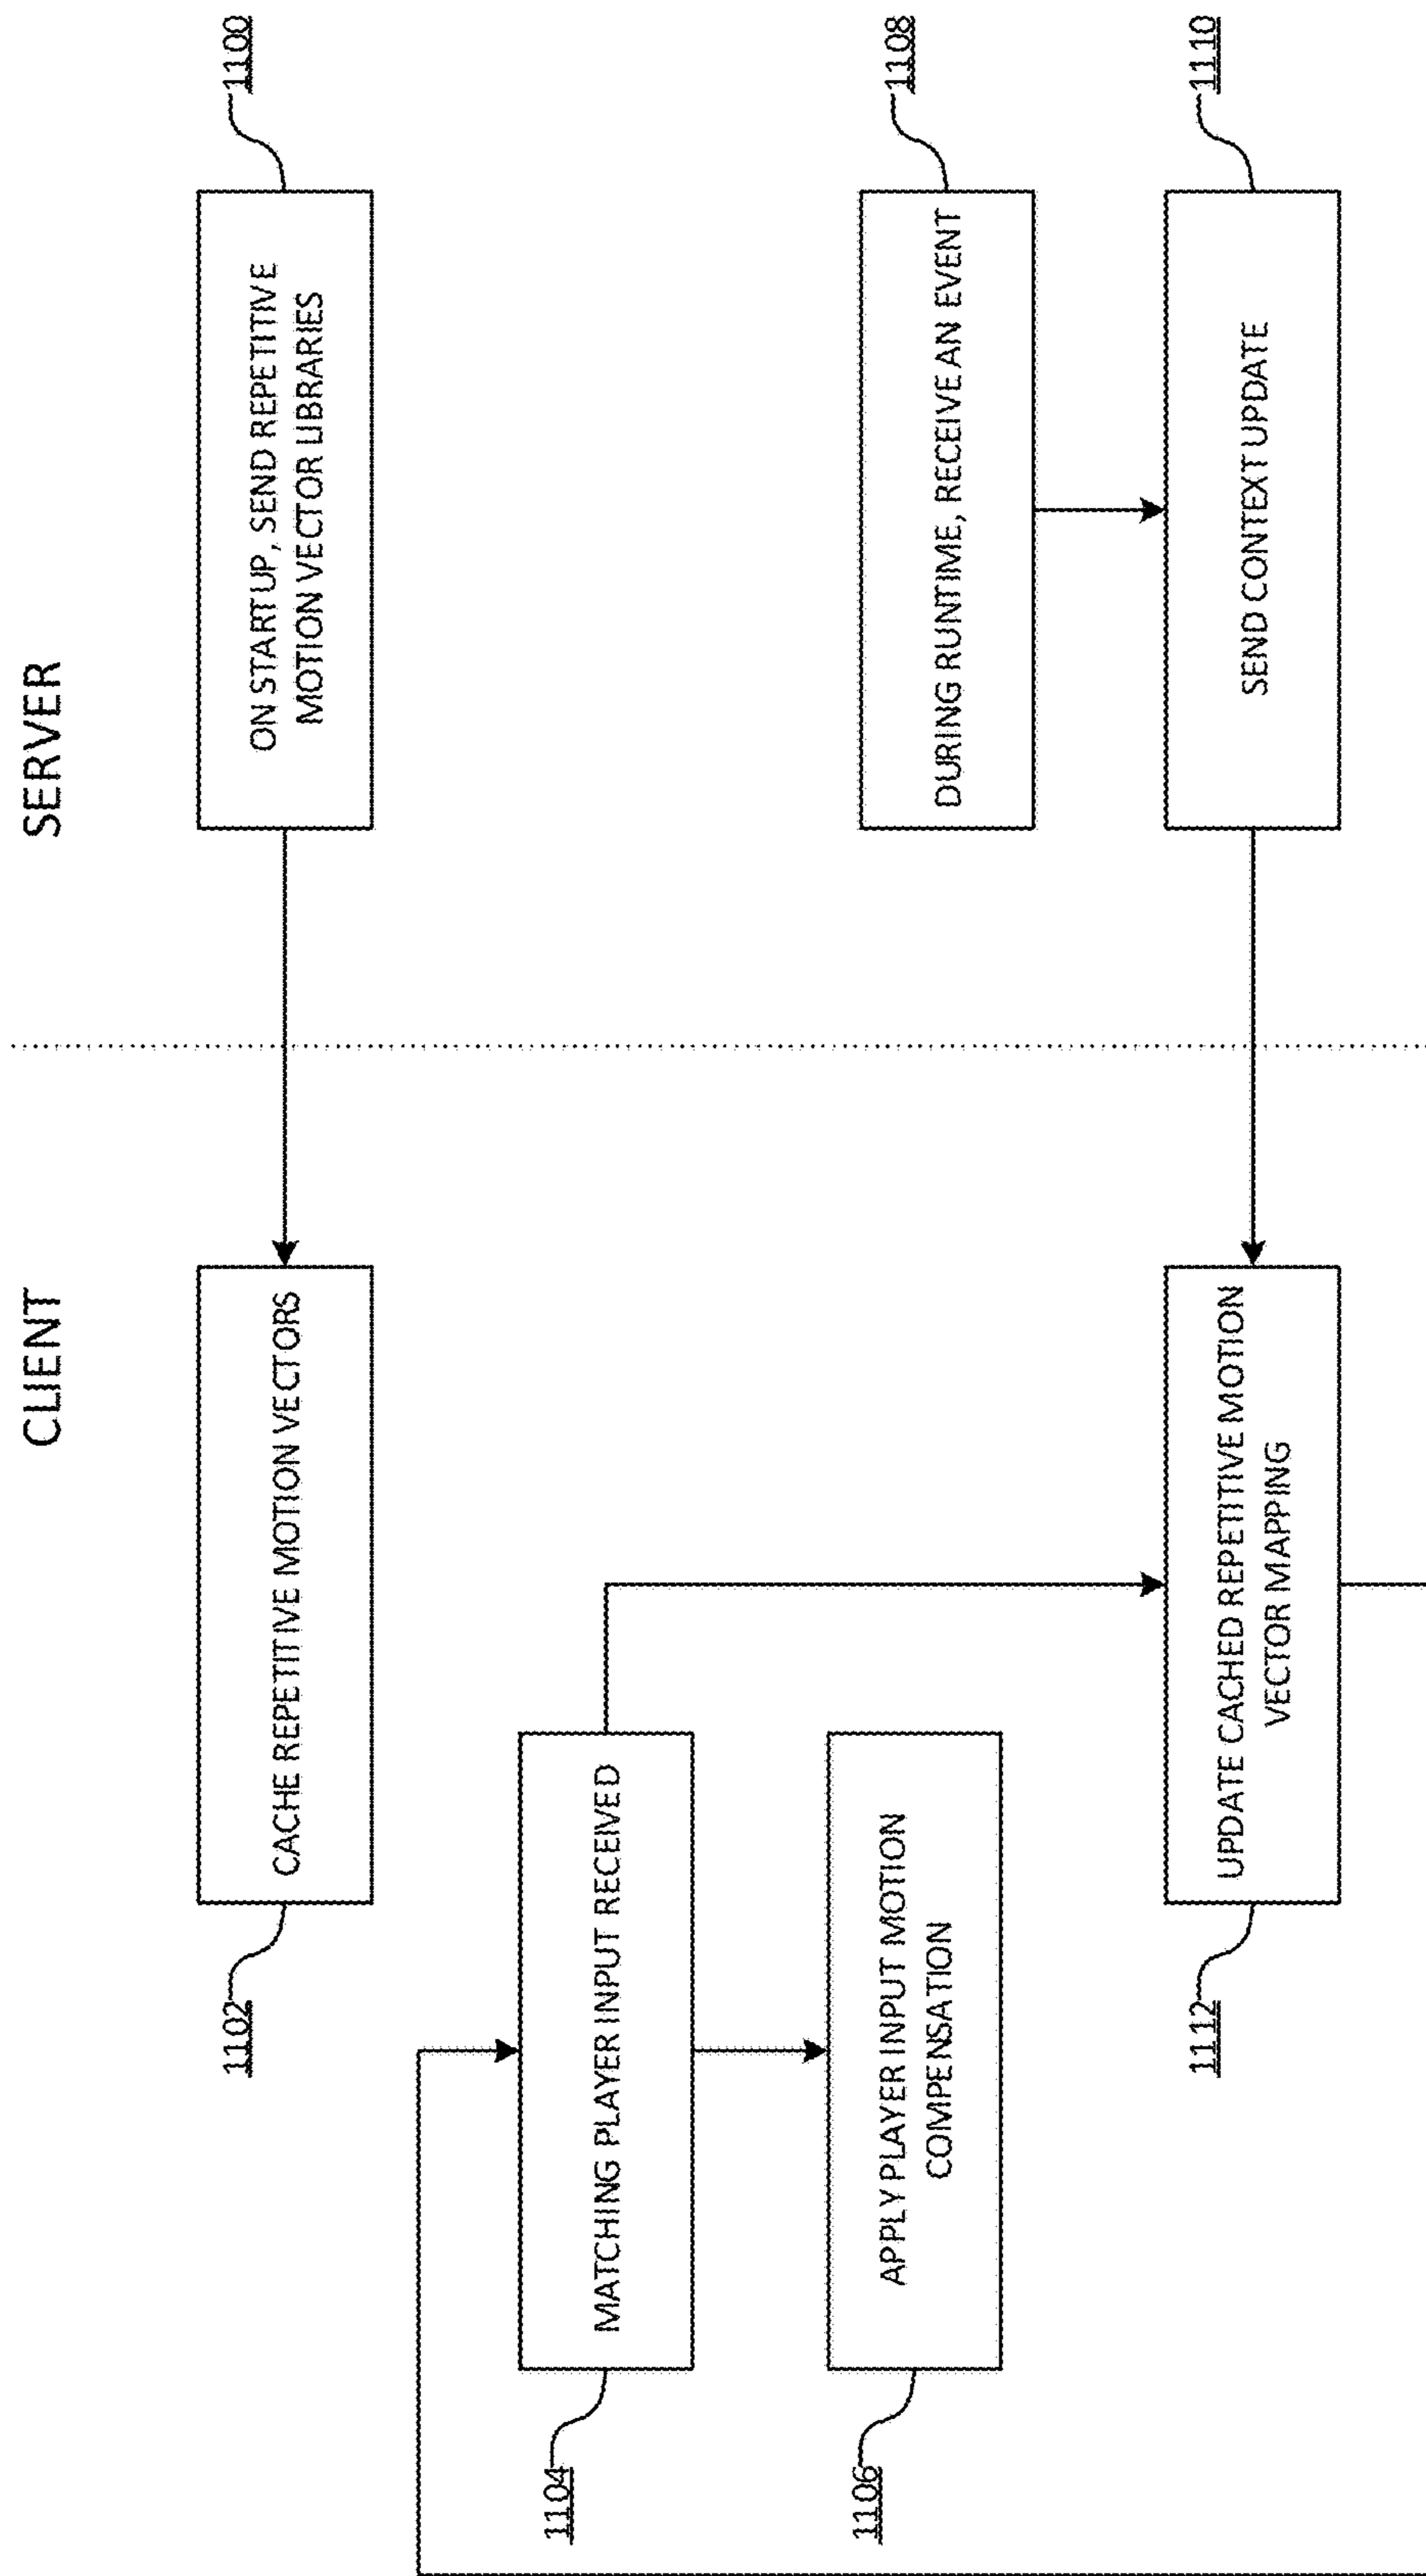 CLIENT
SERVER
1102
CACHE REPETITIVE MOTION VECTORS
ON STARTUP, SEND REPETITIVE
MOTION VECTOR LIBRARIES
1100
1104
MATCHING PLAYER INPUT RECEIVED
1106
APPLY PLAYER INPUT MOTION
COMPENSATION
DURING RUNTIME, RECEIVE AN EVENT
1108
1112
UPDATE CACHED REPETITIVE MOTION
VECTOR MAPPING
SEND CONTEXT UPDATE
1110